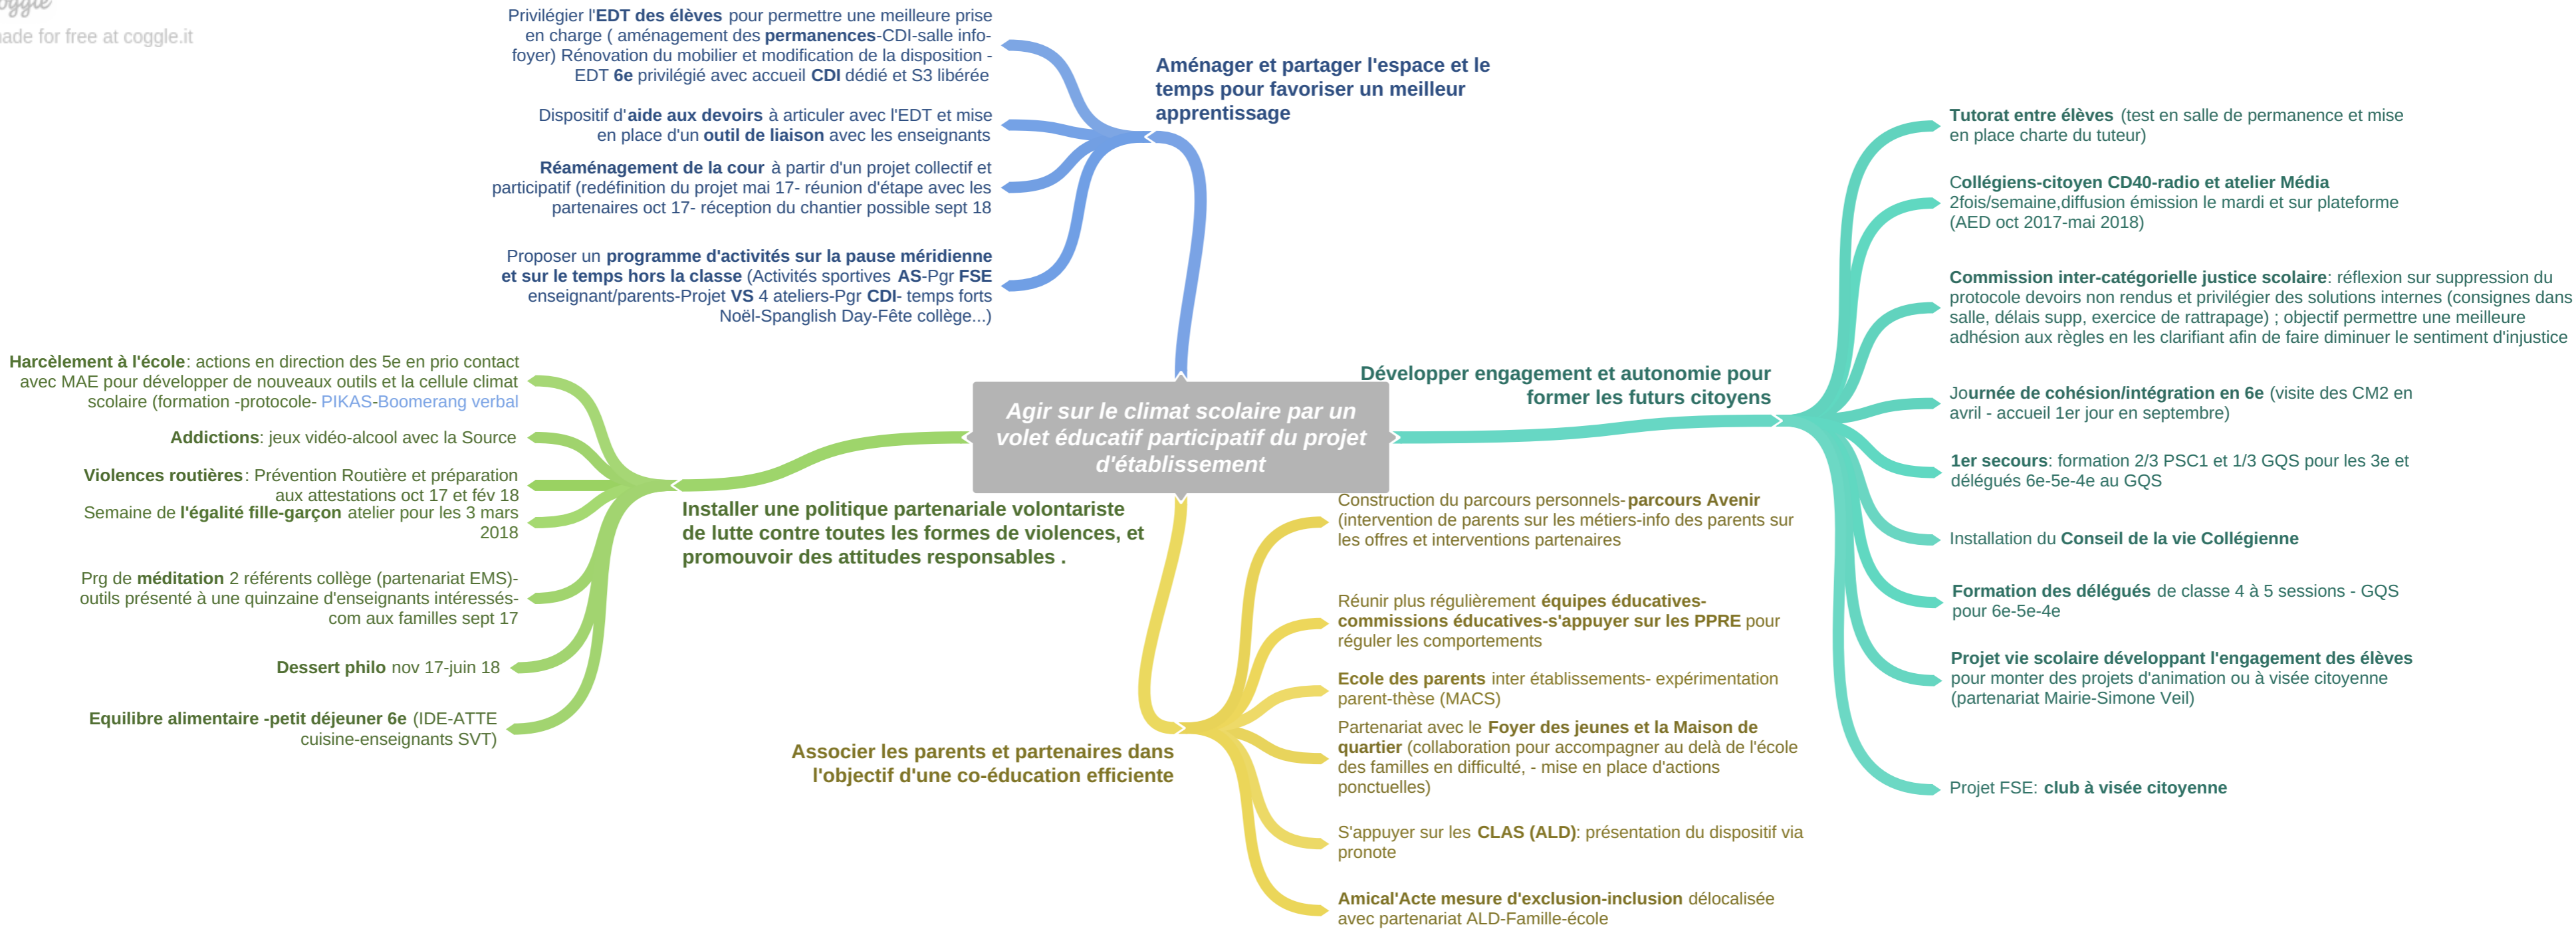 oggle
made for free at coggle.it
Privilégier l'EDT des élèves pour permettre une meilleure prise
en charge ( aménagement des permanences-CDI-salle info-
foyer) Rénovation du mobilier et modification de la disposition -
EDT 6e privilégié avec accueil CDI dédié et S3 libérée
Dispositif d'aide aux devoirs à articuler avec l'EDT et mise
en place d'un outil de liaison avec les enseignants
Réaménagement de la cour à partir d'un projet collectif et
participatif (redéfinition du projet mai 17- réunion d'étape avec les
partenaires oct 17- réception du chantier possible sept 18
Proposer un programme d'activités sur la pause méridienne
et sur le temps hors la classe (Activités sportives AS-Pgr FSE
enseignant/parents-Projet VS 4 ateliers-Pgr CDI- temps forts
Noël-Spanglish Day-Fête collège...)
Aménager et partager l'espace et le
temps pour favoriser un meilleur
apprentissage
Harcèlement à l'école: actions en direction des 5e en prio contact
avec MAE pour développer de nouveaux outils et la cellule climat
scolaire (formation -protocole- PIKAS-Boomerang verbal
Addictions: jeux vidéo-alcool avec la Source
Violences routières: Prévention Routière et préparation
aux attestations oct 17 et fév 18
Semaine de l'égalité fille-garçon atelier pour les 3 mars
2018
Prg de méditation 2 référents collège (partenariat EMS)-
outils présenté à une quinzaine d'enseignants intéressés-
com aux familles sept 17
Dessert philo nov 17-juin 18
Equilibre alimentaire -petit déjeuner 6e (IDE-ATTE
cuisine-enseignants SVT)
Installer une politique partenariale volontariste
de lutte contre toutes les formes de violences, et
promouvoir des attitudes responsables .
Agir sur le climat scolaire par un
volet éducatif participatif du projet
d'établissement
Développer engagement et autonomie pour
former les futurs citoyens
Tutorat entre élèves (test en salle de permanence et mise
en place charte du tuteur)
Collégiens-citoyen CD40-radio et atelier Média
2fois/semaine,diffusion émission le mardi et sur plateforme
(AED oct 2017-mai 2018)
Commission inter-catégorielle justice scolaire: réflexion sur suppression du
protocole devoirs non rendus et privilégier des solutions internes (consignes dans
salle, délais supp, exercice de rattrapage) ; objectif permettre une meilleure
adhésion aux règles en les clarifiant afin de faire diminuer le sentiment d'injustice
Journée de cohésion/intégration en 6e (visite des CM2 en
avril - accueil 1er jour en septembre)
1er secours: formation 2/3 PSC1 et 1/3 GQS pour les 3e et
délégués 6e-5e-4e au GQS
Installation du Conseil de la vie Collégienne
Formation des délégués de classe 4 à 5 sessions - GQS
pour 6e-5e-4e
Projet vie scolaire développant l'engagement des élèves
pour monter des projets d'animation ou à visée citoyenne
(partenariat Mairie-Simone Veil)
Projet FSE: club à visée citoyenne
Associer les parents et partenaires dans
l'objectif d'une co-éducation efficiente
Construction du parcours personnels-parcours Avenir
(intervention de parents sur les métiers-info des parents sur
les offres et interventions partenaires
Réunir plus régulièrement équipes éducatives-
commissions éducatives-s'appuyer sur les PPRE pour
réguler les comportements
Ecole des parents inter établissements- expérimentation
parent-thèse (MACS)
Partenariat avec le Foyer des jeunes et la Maison de
quartier (collaboration pour accompagner au delà de l'école
des familles en difficulté, - mise en place d'actions
ponctuelles)
S'appuyer sur les CLAS (ALD): présentation du dispositif via
pronote
Amical'Acte mesure d'exclusion-inclusion délocalisée
avec partenariat ALD-Famille-école